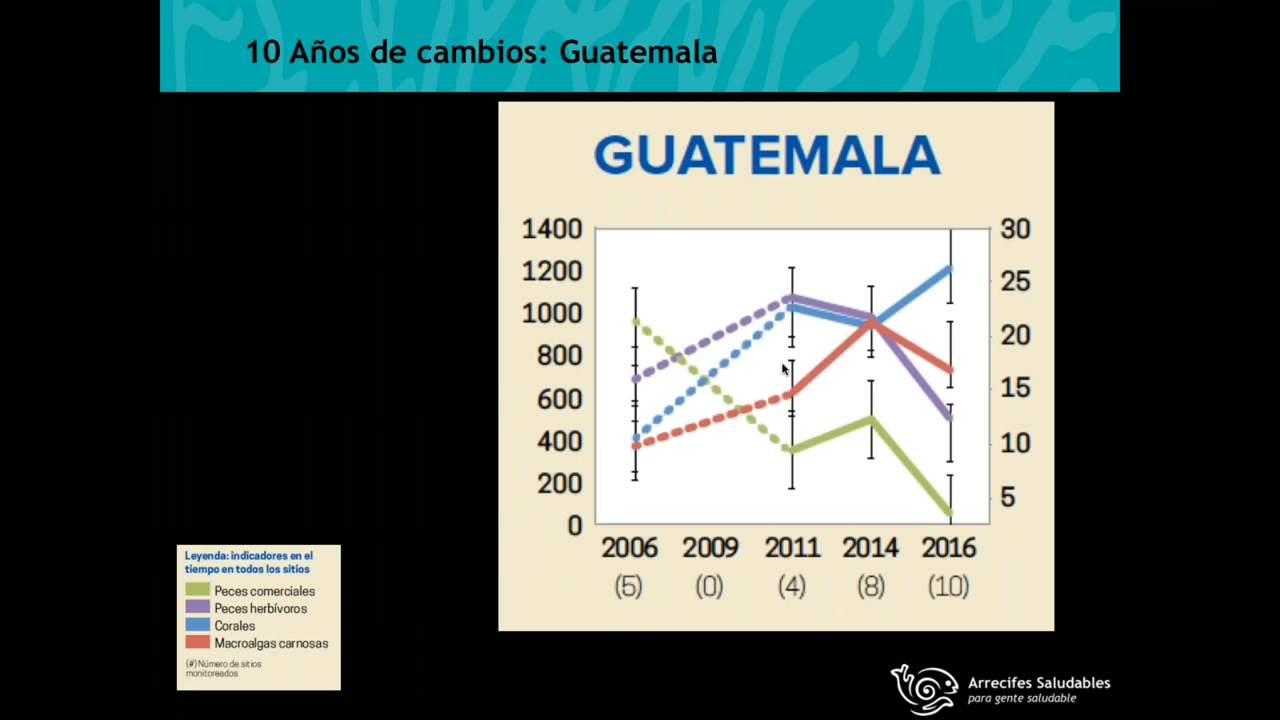 10 Años de cambios: Guatemala
GUATEMALA
1400
1200
1000
800
600
400
200
0
30
25
20
15
10
5
2006 2009 2011 2014 2016
(5) (0) (4) (8) (10)
Leyenda: indicadores en el
tiempo en todos los sitios
Peces comerciales
Peces herbívoros
Corales
Macroalgas carnosas
(#) Número de sitios
monitoreados
Arrecifes Saludables
para gente saludable